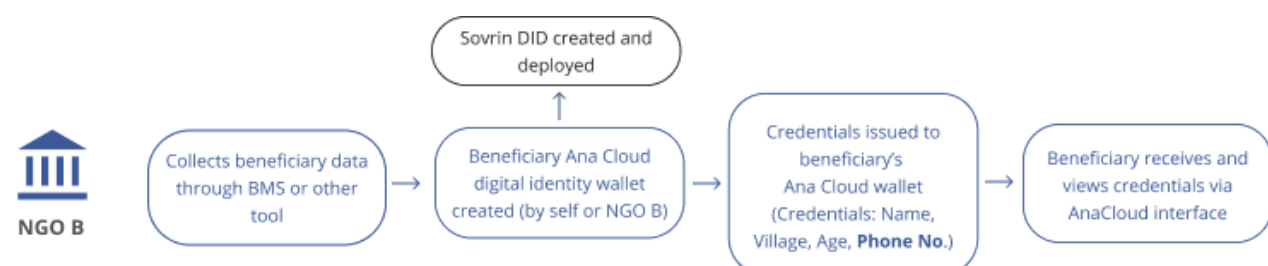 Sovrin DID created and
deployed
NGO B
Collects beneficiary data
through BMS or other
tool
Beneficiary Ana Cloud
digital identity wallet
created (by self or NGO B)
Credentials issued to
beneficiary's
Ana Cloud wallet
(Credentials: Name,
Village, Age, Phone No.)
Beneficiary receives and
views credentials via
AnaCloud interface